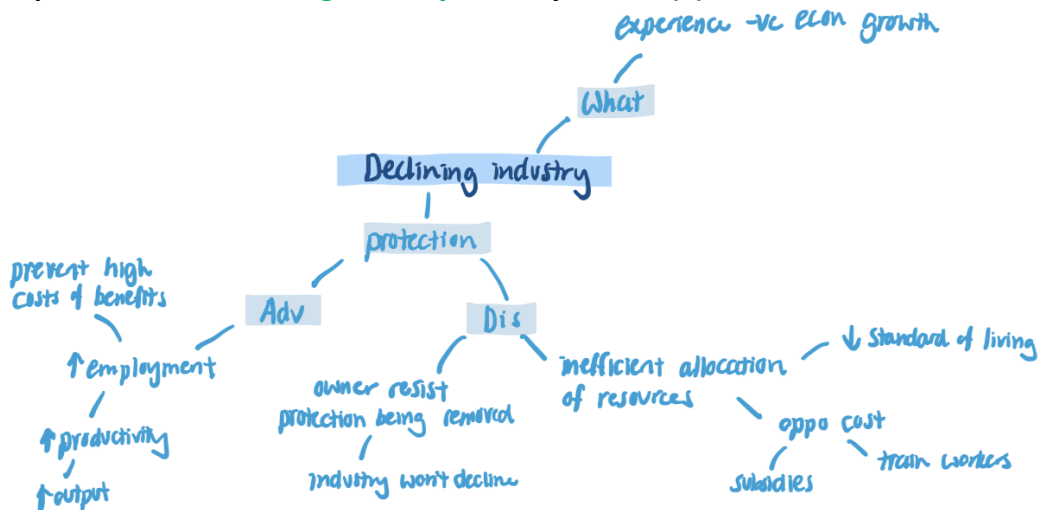 experience -ve econ growth
What
Declining industry
protection
prevent high
costs of benefits
Adv
Dis
↑ employment
↓ standard of living
inefficient allocation
of resources
owner resist
protection being removed
↑ productivity
oppo cost
train workers
industry won't decline
subsidies
↑ output